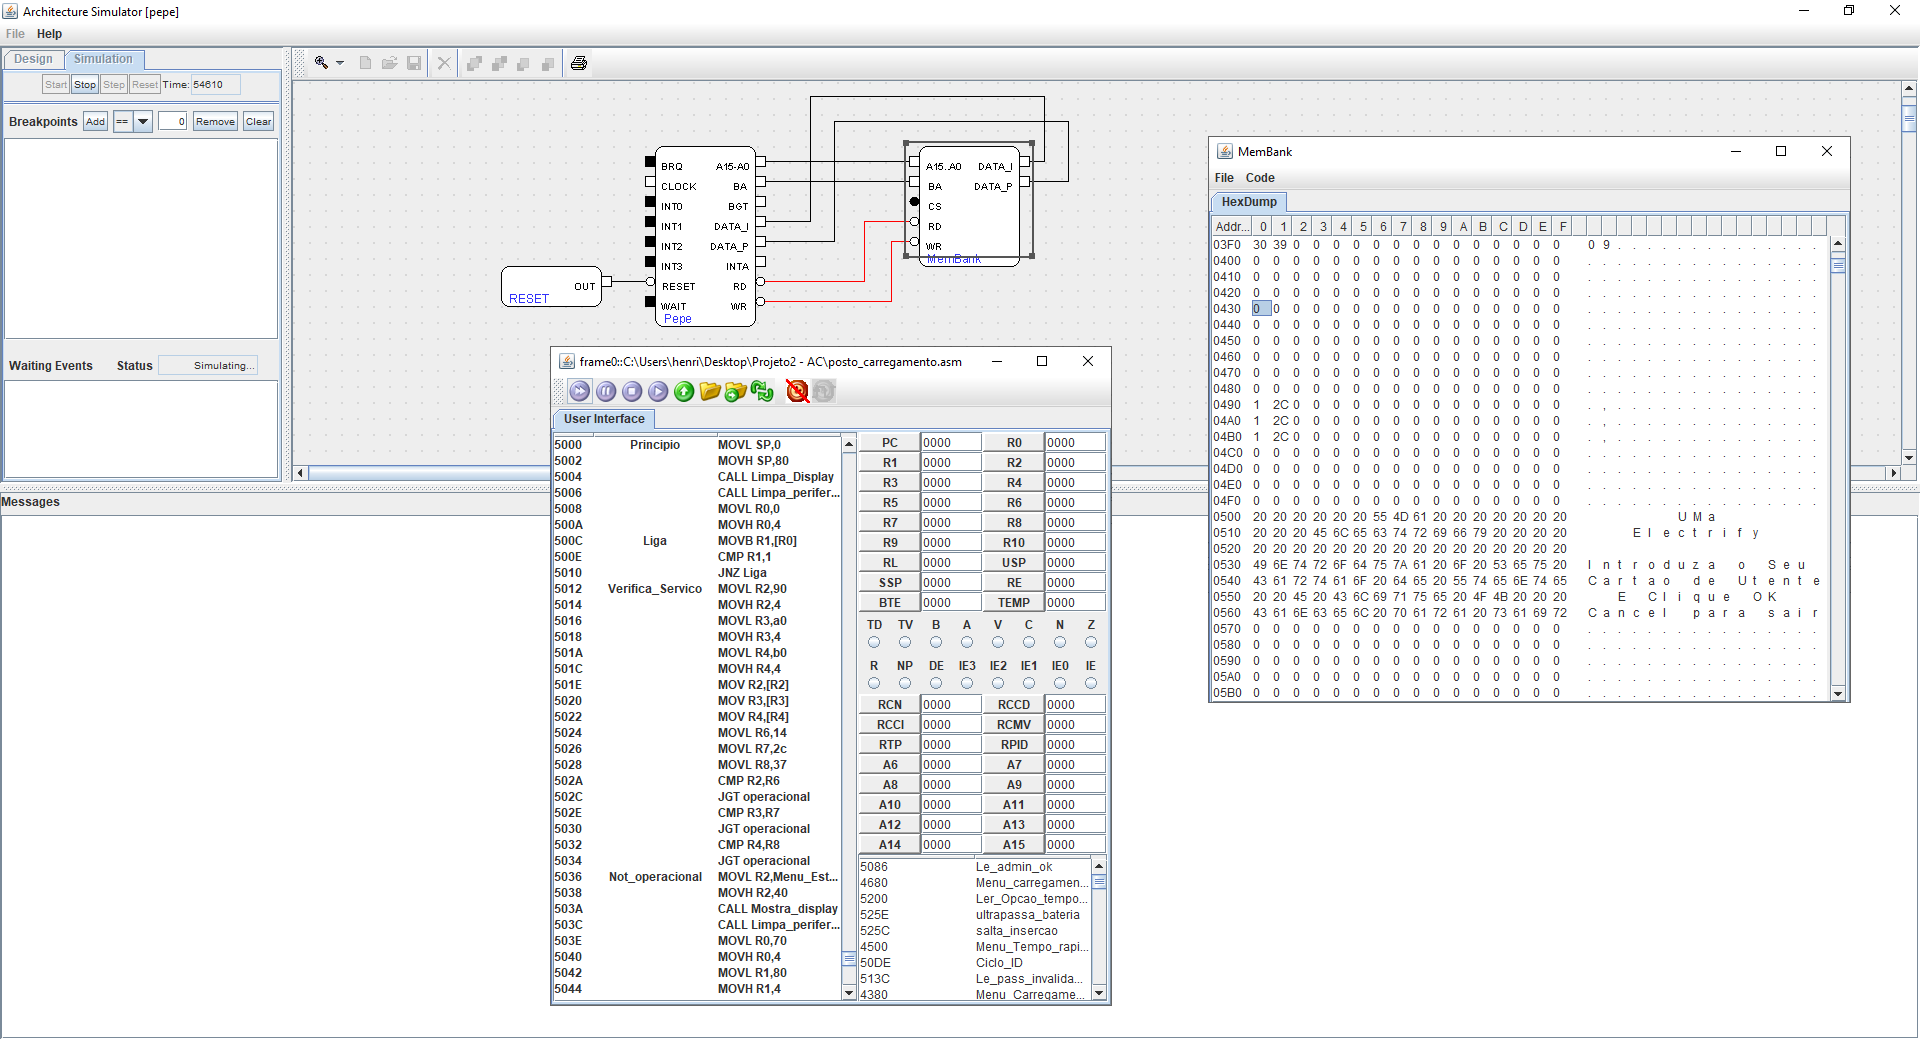 Architecture Simulator [pepe]
File Help
Design Simulation
Start Stop Step Reset Time: 54610
Breakpoints Add == 0 Remove Clear
Waiting Events Status Simulating...
Messages
BRQ A15-A0
CLOCK BA
INT0 BGT
INT1 DATA_I
INT2 DATA_P
INT3 INTA
RESET RD
WAIT WR
Pepe
OUT
RESET
A15..A0 DATA_I
BA DATA_P
CS
RD
WR
MemBank
frame0::C:\Users\henri\Desktop\Projeto2 - AC\posto_carregamento.asm
User Interface
5000 Principio MOVL SP,0
5002 MOVH SP,80
5004 CALL Limpa_Display
5006 CALL Limpa_perifer...
5008 MOVL R0,0
500A MOVH R0,4
500C Liga MOVB R1,[R0]
500E CMP R1,1
5010 JNZ Liga
5012 Verifica_Servico MOVL R2,90
5014 MOVH R2,4
5016 MOVL R3,a0
5018 MOVH R3,4
501A MOVL R4,b0
501C MOVH R4,4
501E MOV R2,[R2]
5020 MOV R3,[R3]
5022 MOV R4,[R4]
5024 MOVL R6,14
5026 MOVL R7,2c
5028 MOVL R8,37
502A CMP R2,R6
502C JGT operacional
502E CMP R3,R7
5030 JGT operacional
5032 CMP R4,R8
5034 JGT operacional
5036 Not_operacional MOVL R2,Menu_Est...
5038 MOVH R2,40
503A CALL Mostra_display
503C CALL Limpa_perifer...
503E MOVL R0,70
5040 MOVH R0,4
5042 MOVL R1,80
5044 MOVH R1,4
PC 0000 R0 0000
R1 0000 R2 0000
R3 0000 R4 0000
R5 0000 R6 0000
R7 0000 R8 0000
R9 0000 R10 0000
RL 0000 USP 0000
SSP 0000 RE 0000
BTE 0000 TEMP 0000
TD TV B A V C N Z
R NP DE IE3 IE2 IE1 IE0 IE
RCN 0000 RCCD 0000
RCCI 0000 RCMV 0000
RTP 0000 RPID 0000
A6 0000 A7 0000
A8 0000 A9 0000
A10 0000 A11 0000
A12 0000 A13 0000
A14 0000 A15 0000
5086 Le_admin_ok
4680 Menu_carregamen...
5200 Ler_Opcao_tempo...
525E ultrapassa_bateria
525C salta_insercao
4500 Menu_Tempo_rapi...
50DE Ciclo_ID
513C Le_pass_invalida...
4380 Menu_Carregame...
MemBank
File Code
HexDump
Addr... 0 1 2 3 4 5 6 7 8 9 A B C D E F
03F0 30 39 0 0 0 0 0 0 0 0 0 0 0 0 0 0 0 9 . . . . . . . . . . . . . .
0400 0 0 0 0 0 0 0 0 0 0 0 0 0 0 0 0 . . . . . . . . . . . . . . . .
0410 0 0 0 0 0 0 0 0 0 0 0 0 0 0 0 0 . . . . . . . . . . . . . . . .
0420 0 0 0 0 0 0 0 0 0 0 0 0 0 0 0 0 . . . . . . . . . . . . . . . .
0430 0 0 0 0 0 0 0 0 0 0 0 0 0 0 0 0 . . . . . . . . . . . . . . . .
0440 0 0 0 0 0 0 0 0 0 0 0 0 0 0 0 0 . . . . . . . . . . . . . . . .
0450 0 0 0 0 0 0 0 0 0 0 0 0 0 0 0 0 . . . . . . . . . . . . . . . .
0460 0 0 0 0 0 0 0 0 0 0 0 0 0 0 0 0 . . . . . . . . . . . . . . . .
0470 0 0 0 0 0 0 0 0 0 0 0 0 0 0 0 0 . . . . . . . . . . . . . . . .
0480 0 0 0 0 0 0 0 0 0 0 0 0 0 0 0 0 . . . . . . . . . . . . . . . .
0490 1 2C 0 0 0 0 0 0 0 0 0 0 0 0 0 0 . , . . . . . . . . . . . . . .
04A0 1 2C 0 0 0 0 0 0 0 0 0 0 0 0 0 0 . , . . . . . . . . . . . . . .
04B0 1 2C 0 0 0 0 0 0 0 0 0 0 0 0 0 0 . , . . . . . . . . . . . . . .
04C0 0 0 0 0 0 0 0 0 0 0 0 0 0 0 0 0 . . . . . . . . . . . . . . . .
04D0 0 0 0 0 0 0 0 0 0 0 0 0 0 0 0 0 . . . . . . . . . . . . . . . .
04E0 0 0 0 0 0 0 0 0 0 0 0 0 0 0 0 0 . . . . . . . . . . . . . . . .
04F0 0 0 0 0 0 0 0 0 0 0 0 0 0 0 0 0 . . . . . . . . . . . . . . . .
0500 20 20 20 20 20 20 55 4D 61 20 20 20 20 20 20 20 U M a
0510 20 20 20 45 6C 65 63 74 72 69 66 79 20 20 20 20 E l e c t r i f y
0520 20 20 20 20 20 20 20 20 20 20 20 20 20 20 20 20
0530 49 6E 74 72 6F 64 75 7A 61 20 6F 20 53 65 75 20 I n t r o d u z a o S e u
0540 43 61 72 74 61 6F 20 64 65 20 55 74 65 6E 74 65 C a r t a o d e U t e n t e
0550 20 20 45 20 43 6C 69 71 75 65 20 4F 4B 20 20 20 E C l i q u e O K
0560 43 61 6E 63 65 6C 20 70 61 72 61 20 73 61 69 72 C a n c e l p a r a s a i r
0570 0 0 0 0 0 0 0 0 0 0 0 0 0 0 0 0 . . . . . . . . . . . . . . . .
0580 0 0 0 0 0 0 0 0 0 0 0 0 0 0 0 0 . . . . . . . . . . . . . . . .
0590 0 0 0 0 0 0 0 0 0 0 0 0 0 0 0 0 . . . . . . . . . . . . . . . .
05A0 0 0 0 0 0 0 0 0 0 0 0 0 0 0 0 0 . . . . . . . . . . . . . . . .
05B0 0 0 0 0 0 0 0 0 0 0 0 0 0 0 0 0 . . . . . . . . . . . . . . . .